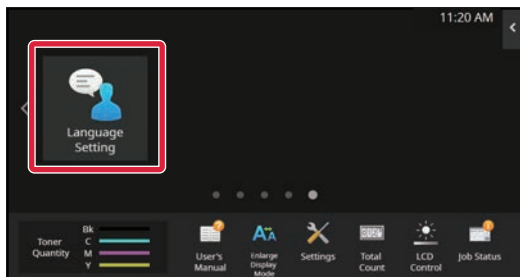 11:20 AM
Language
Setting
Toner
Quantity
Bk
C
M
Y
User's
Manual
Enlarge
Display
Mode
Settings
Total
Count
LCD
Control
Job Status